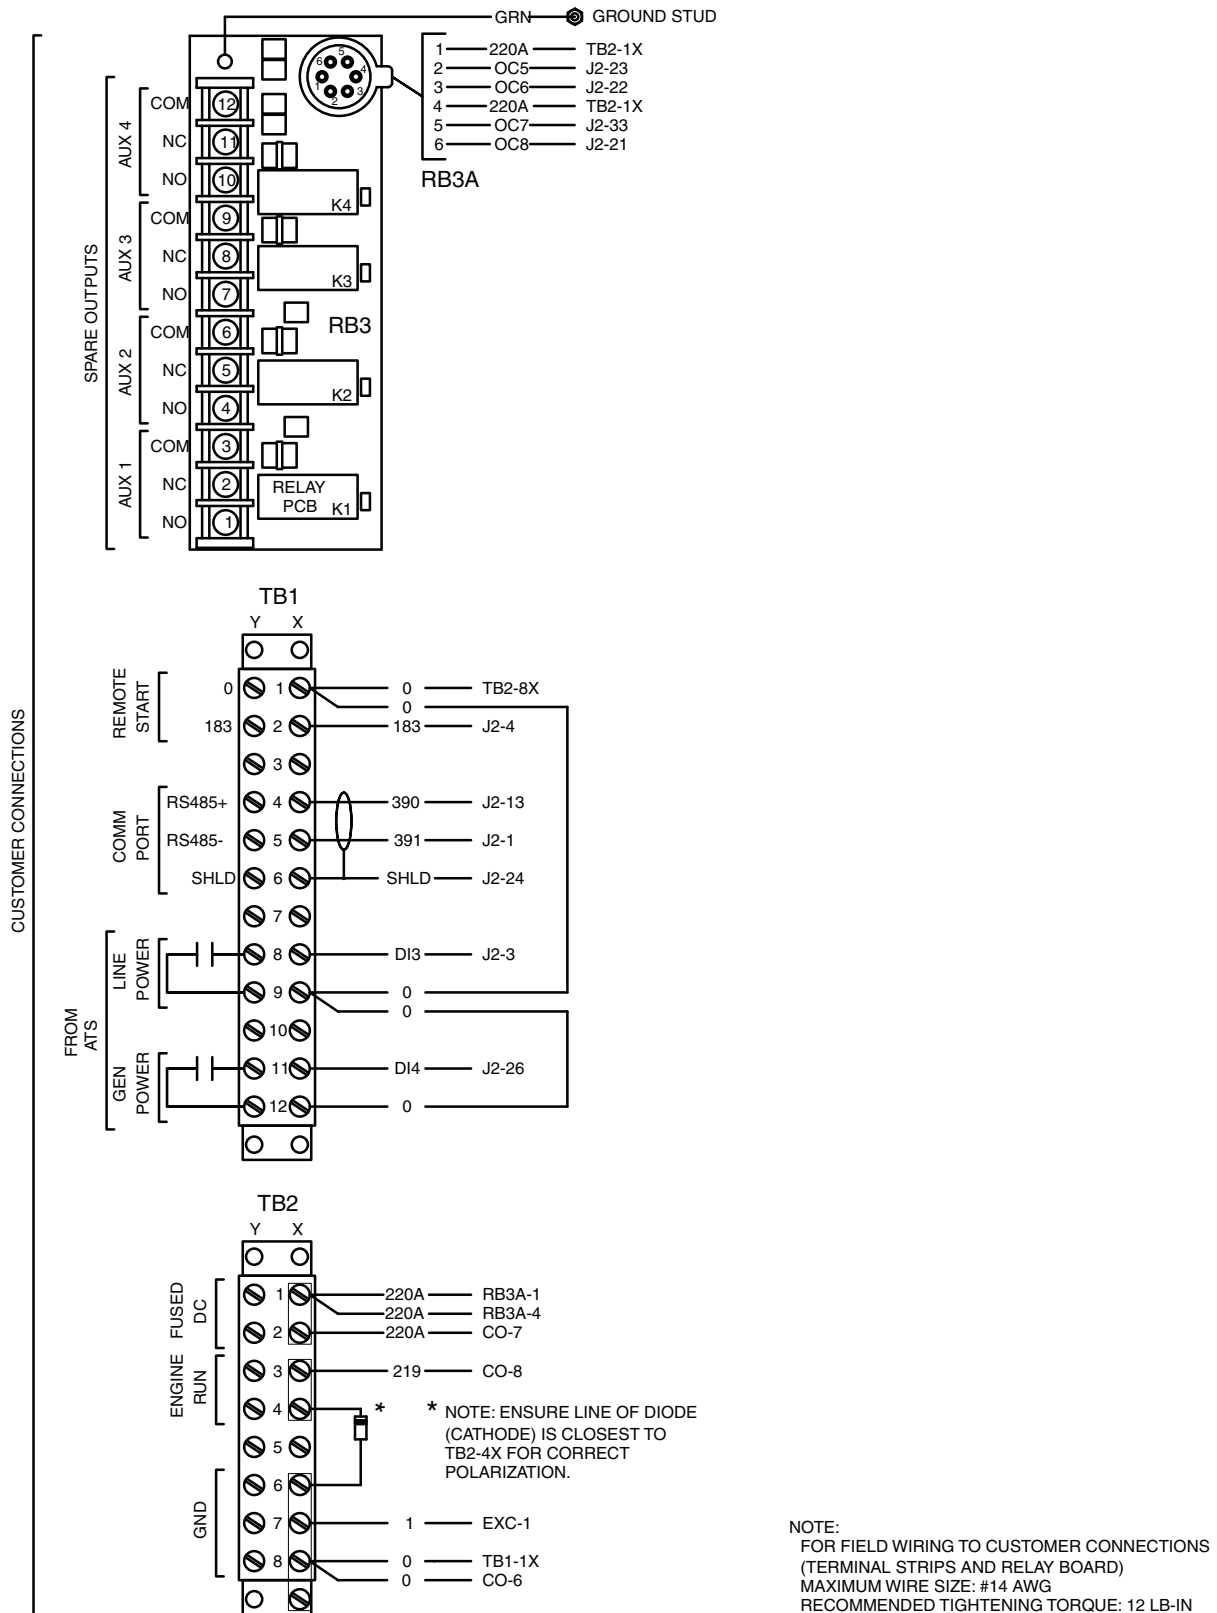 GRN GROUND STUD
1 220A TB2-1X
2 OC5 J2-23
3 OC6 J2-22
4 220A TB2-1X
5 OC7 J2-33
6 OC8 J2-21
RB3A
5
6 4
1 3
2
CUSTOMER CONNECTIONS
SPARE OUTPUTS
AUX 4
COM 12
NC 11
NO 10
K4
AUX 3
COM 9
NC 8
NO 7
K3
RB3
AUX 2
COM 6
NC 5
NO 4
K2
AUX 1
COM 3
NC 2
NO 1
RELAY
PCB K1
TB1
Y X
REMOTE
START
0 1 0 TB2-8X
0
183 2 183 J2-4
3
COMM
PORT
RS485+ 4 390 J2-13
RS485- 5 391 J2-1
SHLD 6 SHLD J2-24
7
FROM
ATS
LINE
POWER
8 DI3 J2-3
9 0
0
10
GEN
POWER
11 DI4 J2-26
12 0
TB2
Y X
FUSED
DC
1 220A RB3A-1
220A RB3A-4
2 220A CO-7
ENGINE
RUN
3 219 CO-8
4 *
* NOTE: ENSURE LINE OF DIODE
(CATHODE) IS CLOSEST TO
TB2-4X FOR CORRECT
POLARIZATION.
5
GND
6
7 1 EXC-1
8 0 TB1-1X
0 CO-6
NOTE:
FOR FIELD WIRING TO CUSTOMER CONNECTIONS
(TERMINAL STRIPS AND RELAY BOARD)
MAXIMUM WIRE SIZE: #14 AWG
RECOMMENDED TIGHTENING TORQUE: 12 LB-IN